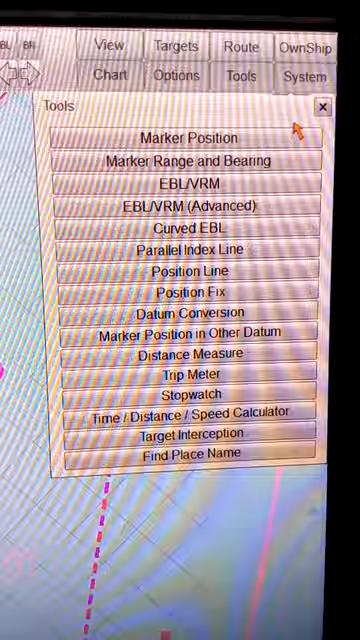 BL BR View Targets Route OwnShip
Chart Options Tools System
Tools
Marker Position
Marker Range and Bearing
EBL/VRM
EBL/VRM (Advanced)
Curved EBL
Parallel Index Line
Position Line
Position Fix
Datum Conversion
Marker Position in Other Datum
Distance Measure
Trip Meter
Stopwatch
Time / Distance / Speed Calculator
Target Interception
Find Place Name